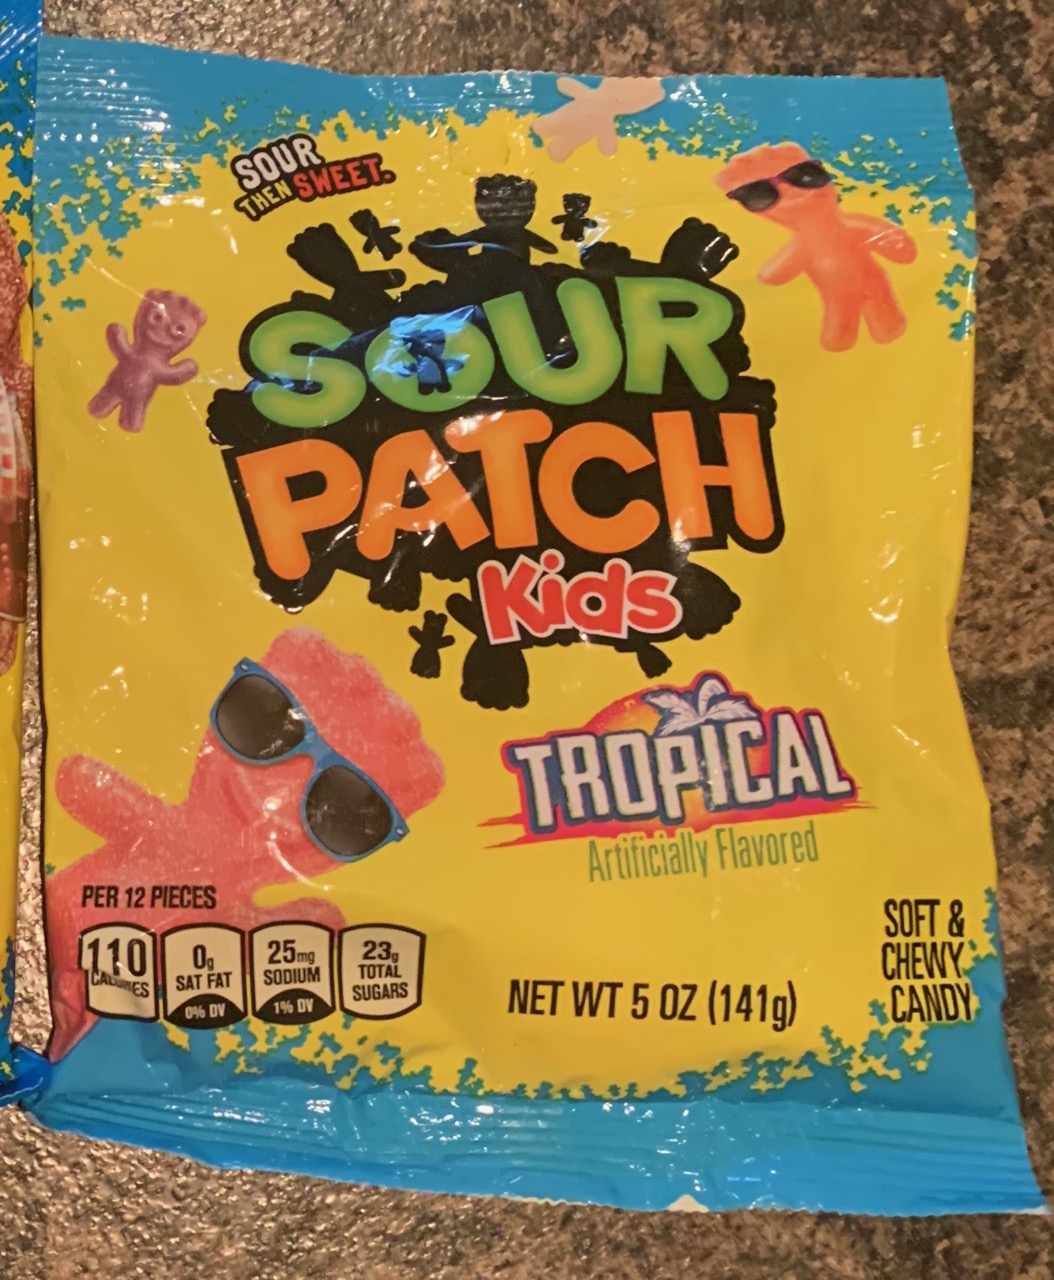 SOUR
THEN SWEET.
SOUR
PATCH
Kids
TROPICAL
Artificially Flavored
PER 12 PIECES
110
CALORIES
0g
SAT FAT
0% DV
25mg
SODIUM
1% DV
23g
TOTAL
SUGARS
NET WT 5 OZ (141g)
SOFT &
CHEWY
CANDY